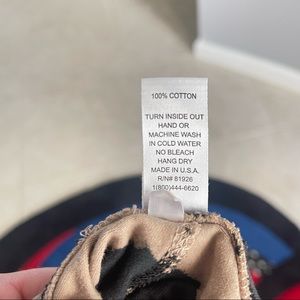 100% COTTON
TURN INSIDE OUT
HAND OR
MACHINE WASH
IN COLD WATER
NO BLEACH
HANG DRY
MADE IN U.S.A.
R/N# 81926
1(800)444-6620